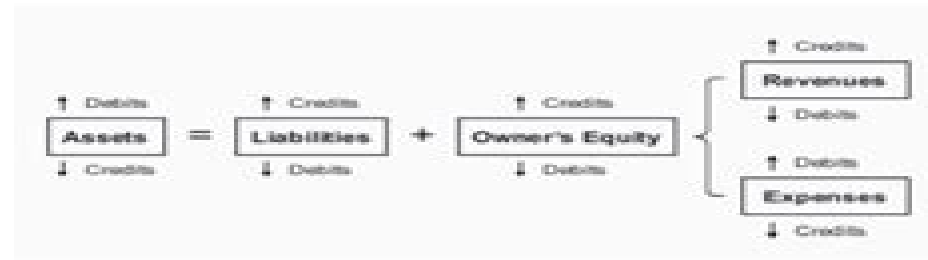 ↑ Credits
Revenues
↑ Debits ↑ Credits ↑ Credits ↓ Debits
Assets = Liabilities + Owner's Equity {
↓ Credits ↓ Debits ↓ Debits ↑ Debits
Expenses
↓ Credits